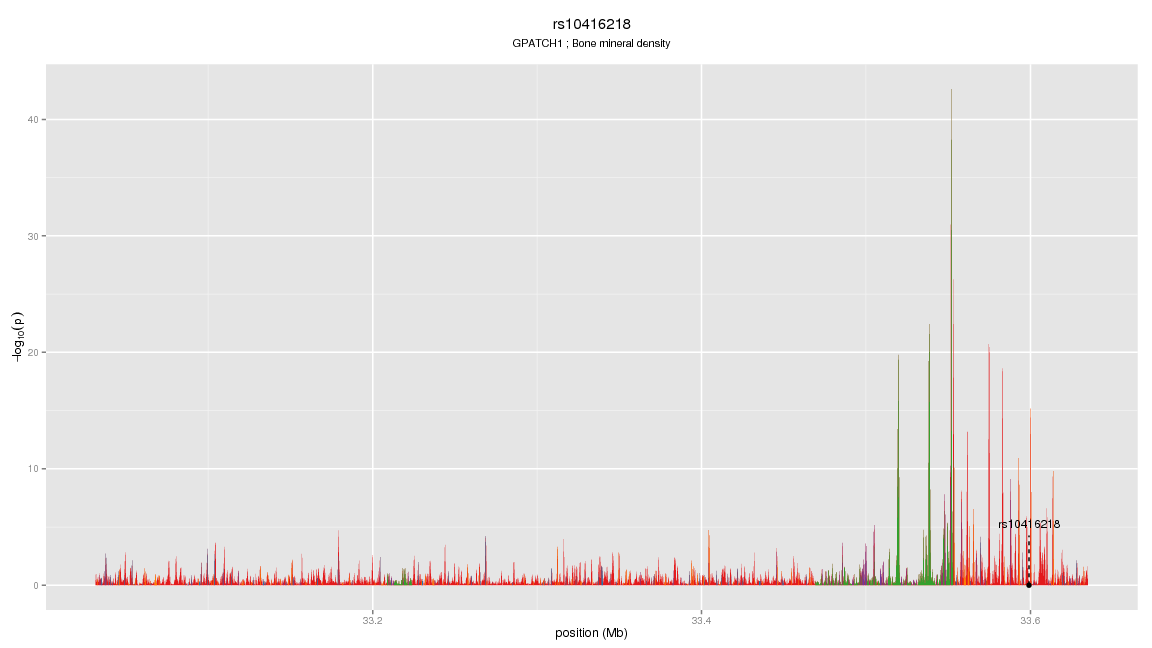 rs10416218
GPATCH1 ; Bone mineral density
40
30
20
10
0
-log10(p)
rs10416218
33.2
33.4
33.6
position (Mb)